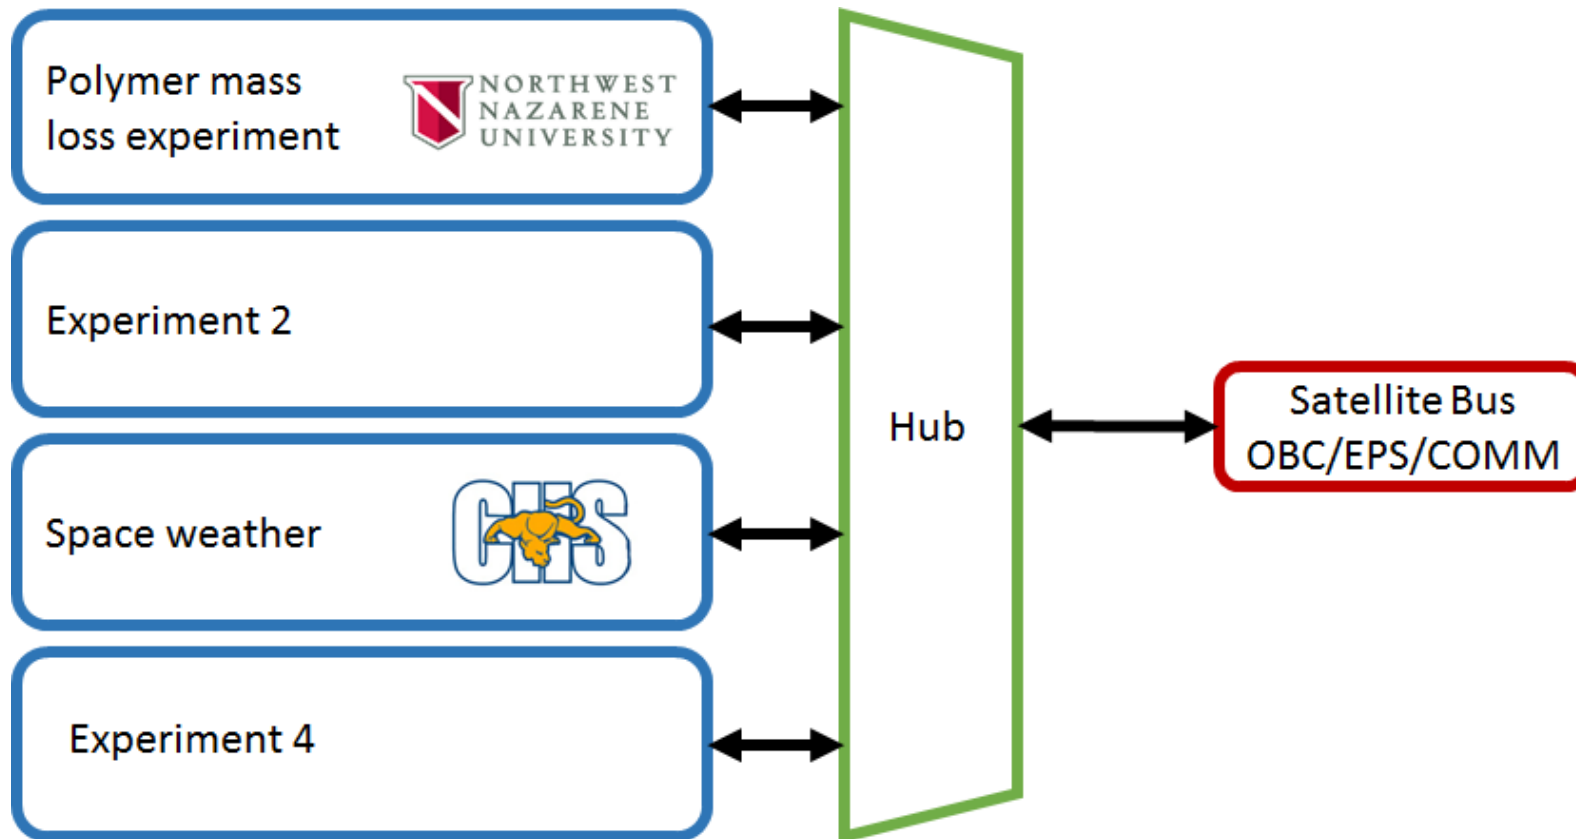 Polymer mass
loss experiment
NORTHWEST
NAZARENE
UNIVERSITY
Experiment 2
Space weather
CHS
Experiment 4
Hub
Satellite Bus
OBC/EPS/COMM